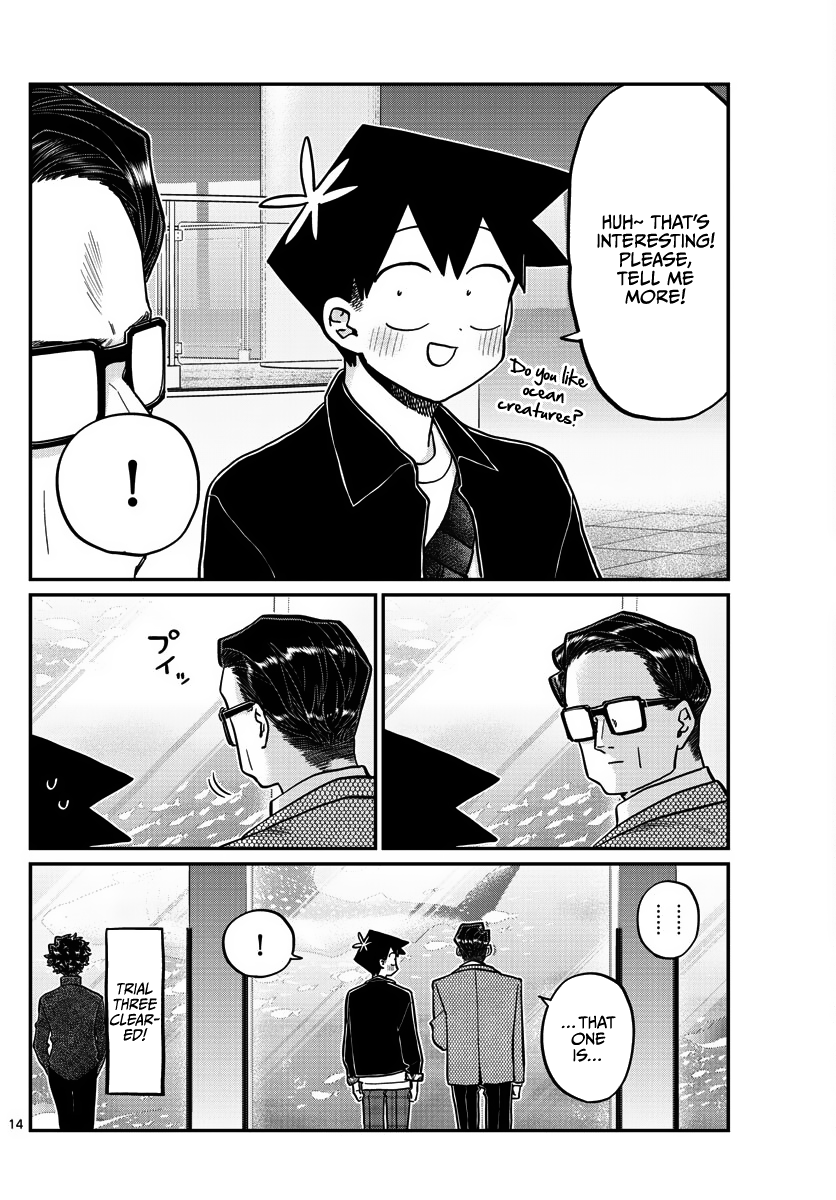 HUH~ THAT'S
INTERESTING!
PLEASE,
TELL ME
MORE!
Do you like
ocean
creatures?
!
プイッ
......
...THAT
ONE
IS...
!
TRIAL
THREE
CLEAR-
ED!
14